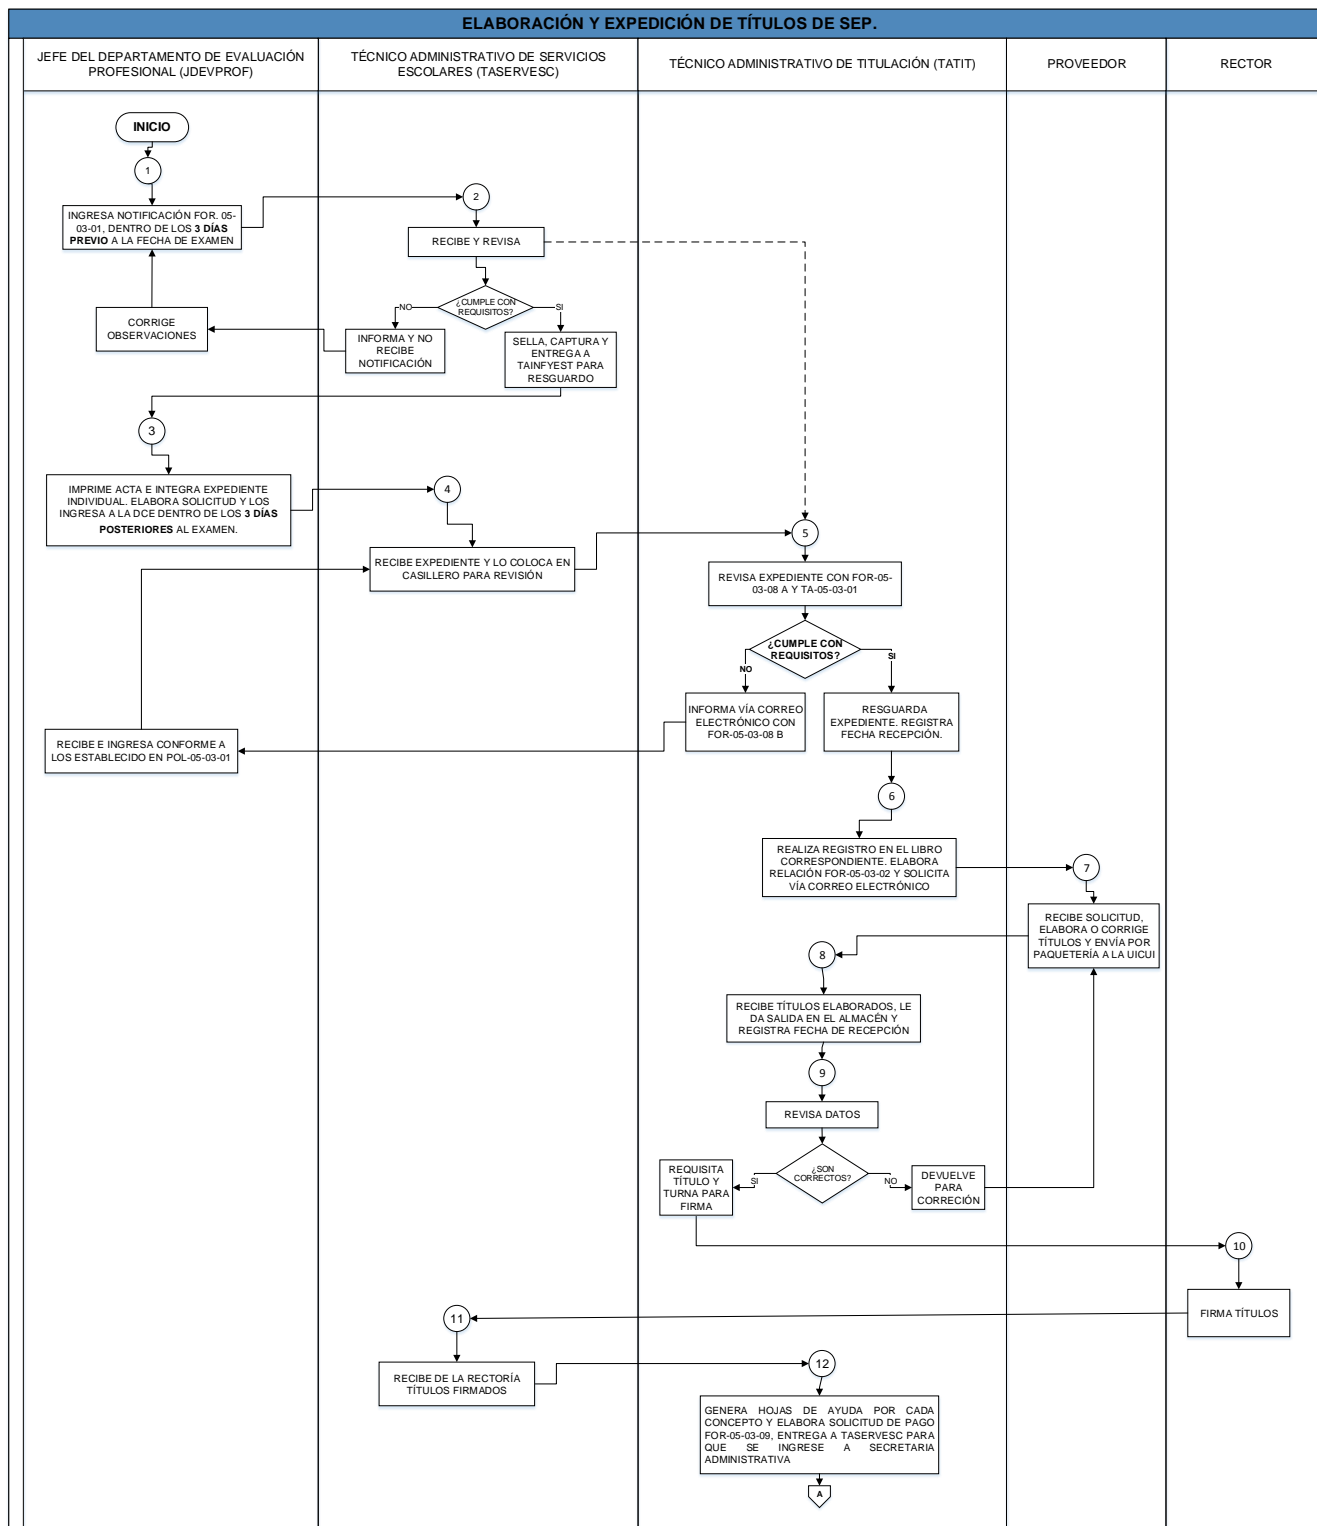 ELABORACIÓN Y EXPEDICIÓN DE TÍTULOS DE SEP.
JEFE DEL DEPARTAMENTO DE EVALUACIÓN
PROFESIONAL (JDEVPROF)
TÉCNICO ADMINISTRATIVO DE SERVICIOS
ESCOLARES (TASERVESC)
TÉCNICO ADMINISTRATIVO DE TITULACIÓN (TATIT)
PROVEEDOR
RECTOR
INICIO
1
INGRESA NOTIFICACIÓN FOR. 05-
03-01, DENTRO DE LOS 3 DÍAS
PREVIO A LA FECHA DE EXAMEN
2
RECIBE Y REVISA
¿CUMPLE CON
REQUISITOS?
NO
SI
CORRIGE
OBSERVACIONES
INFORMA Y NO
RECIBE
NOTIFICACIÓN
SELLA, CAPTURA Y
ENTREGA A
TAINFYEST PARA
RESGUARDO
3
IMPRIME ACTA E INTEGRA EXPEDIENTE
INDIVIDUAL. ELABORA SOLICITUD Y LOS
INGRESA A LA DCE DENTRO DE LOS 3 DÍAS
POSTERIORES AL EXAMEN.
4
RECIBE EXPEDIENTE Y LO COLOCA EN
CASILLERO PARA REVISIÓN
5
REVISA EXPEDIENTE CON FOR-05-
03-08 A Y TA-05-03-01
¿CUMPLE CON
REQUISITOS?
NO
SI
INFORMA VÍA CORREO
ELECTRÓNICO CON
FOR-05-03-08 B
RESGUARDA
EXPEDIENTE. REGISTRA
FECHA RECEPCIÓN.
RECIBE E INGRESA CONFORME A
LOS ESTABLECIDO EN POL-05-03-01
6
REALIZA REGISTRO EN EL LIBRO
CORRESPONDIENTE. ELABORA
RELACIÓN FOR-05-03-02 Y SOLICITA
VÍA CORREO ELECTRÓNICO
7
RECIBE SOLICITUD,
ELABORA O CORRIGE
TÍTULOS Y ENVÍA POR
PAQUETERÍA A LA UICUI
8
RECIBE TÍTULOS ELABORADOS, LE
DA SALIDA EN EL ALMACÉN Y
REGISTRA FECHA DE RECEPCIÓN
9
REVISA DATOS
¿SON
CORRECTOS?
SI
NO
REQUISITA
TÍTULO Y
TURNA PARA
FIRMA
DEVUELVE
PARA
CORRECIÓN
10
FIRMA TÍTULOS
11
RECIBE DE LA RECTORÍA
TÍTULOS FIRMADOS
12
GENERA HOJAS DE AYUDA POR CADA
CONCEPTO Y ELABORA SOLICITUD DE PAGO
FOR-05-03-09, ENTREGA A TASERVESC PARA
QUE SE INGRESE A SECRETARIA
ADMINISTRATIVA
A